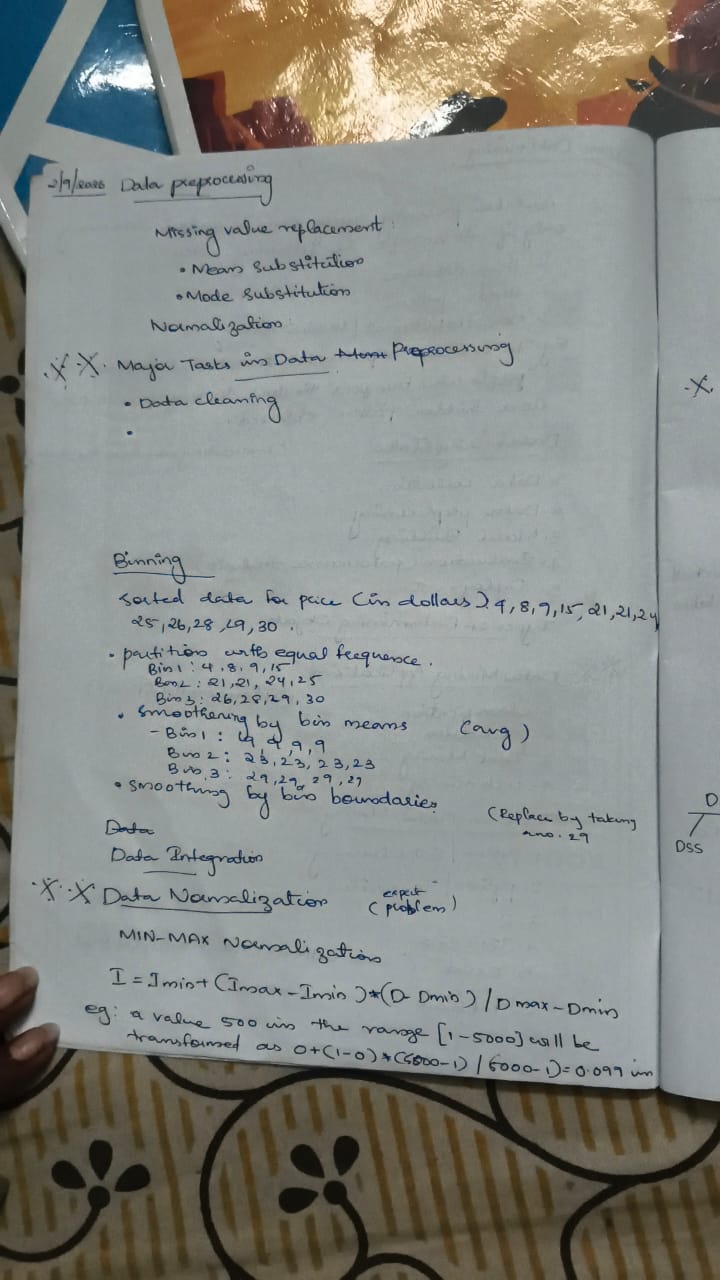 2/9/2025 Data preprocessing
Missing value replacement :
• Mean Substitution
• Mode Substitution
Normalization :
Major Tasks in Data Preprocessing
• Data cleaning
•
Binning
Sorted data for price (in dollars) : 4, 8, 9, 15, 21, 21, 24
25, 26, 28, 29, 30 .
• partition with equal frequence .
Bin 1 : 4, 8, 9, 15
Bin 2 : 21, 21, 24, 25
Bin 3 : 26, 28, 29, 30
• smoothening by bin means (avg)
- Bin 1 : 9, 9, 9
Bin 2 : 23, 23, 23, 23
Bin 3 : 29, 29, 29, 29
• smoothing by bin boundaries
(Replace by taking
no. 29
Data
Data Integration
Data Normalization (problem)
MIN-MAX Normalization
I = Imin + (Imax - Imin) * (D - Dmin) / Dmax - Dmin
eg: a value 500 in the range [1-5000] will be
transformed as 0+(1-0)*(5000-1) / 5000-1) = 0.099 in
D
DSS